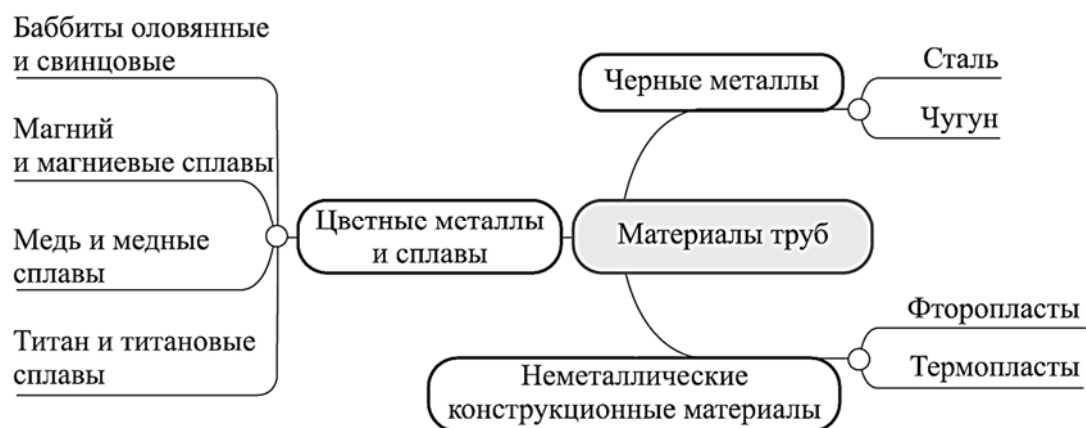 Баббиты оловянные
и свинцовые
Магний
и магниевые сплавы
Медь и медные
сплавы
Титан и титановые
сплавы
Цветные металлы
и сплавы
Материалы труб
Черные металлы
Сталь
Чугун
Неметаллические
конструкционные материалы
Фторопласты
Термопласты